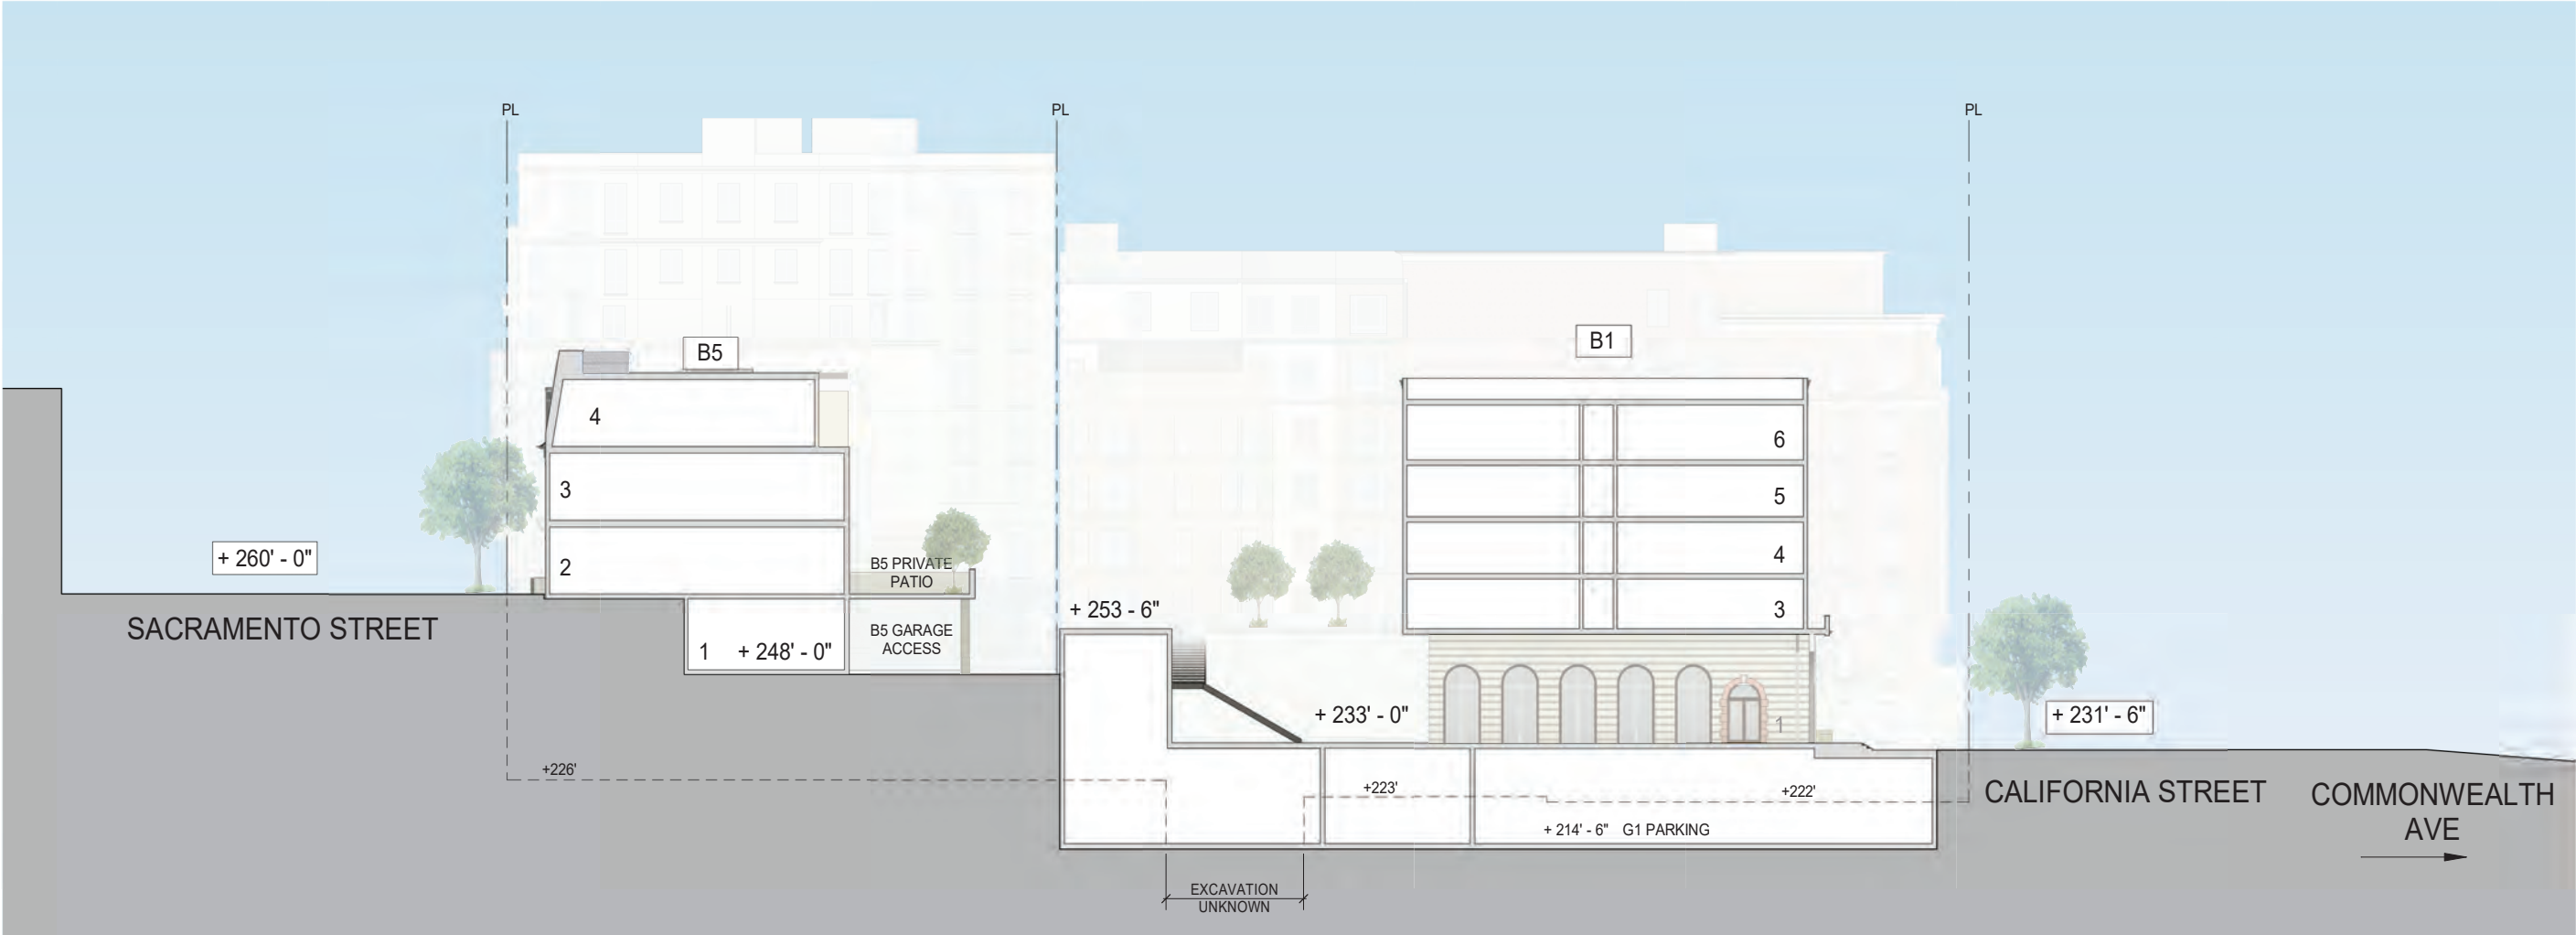 PL
PL
PL
B5
B1
4
3
2
6
5
4
3
+ 260' - 0"
B5 PRIVATE
PATIO
SACRAMENTO STREET
+ 253 - 6"
1
+ 248' - 0"
B5 GARAGE
ACCESS
+ 233' - 0"
1
+ 231' - 6"
+226'
+223'
+222'
CALIFORNIA STREET
COMMONWEALTH
AVE
+ 214' - 6" G1 PARKING
EXCAVATION
UNKNOWN